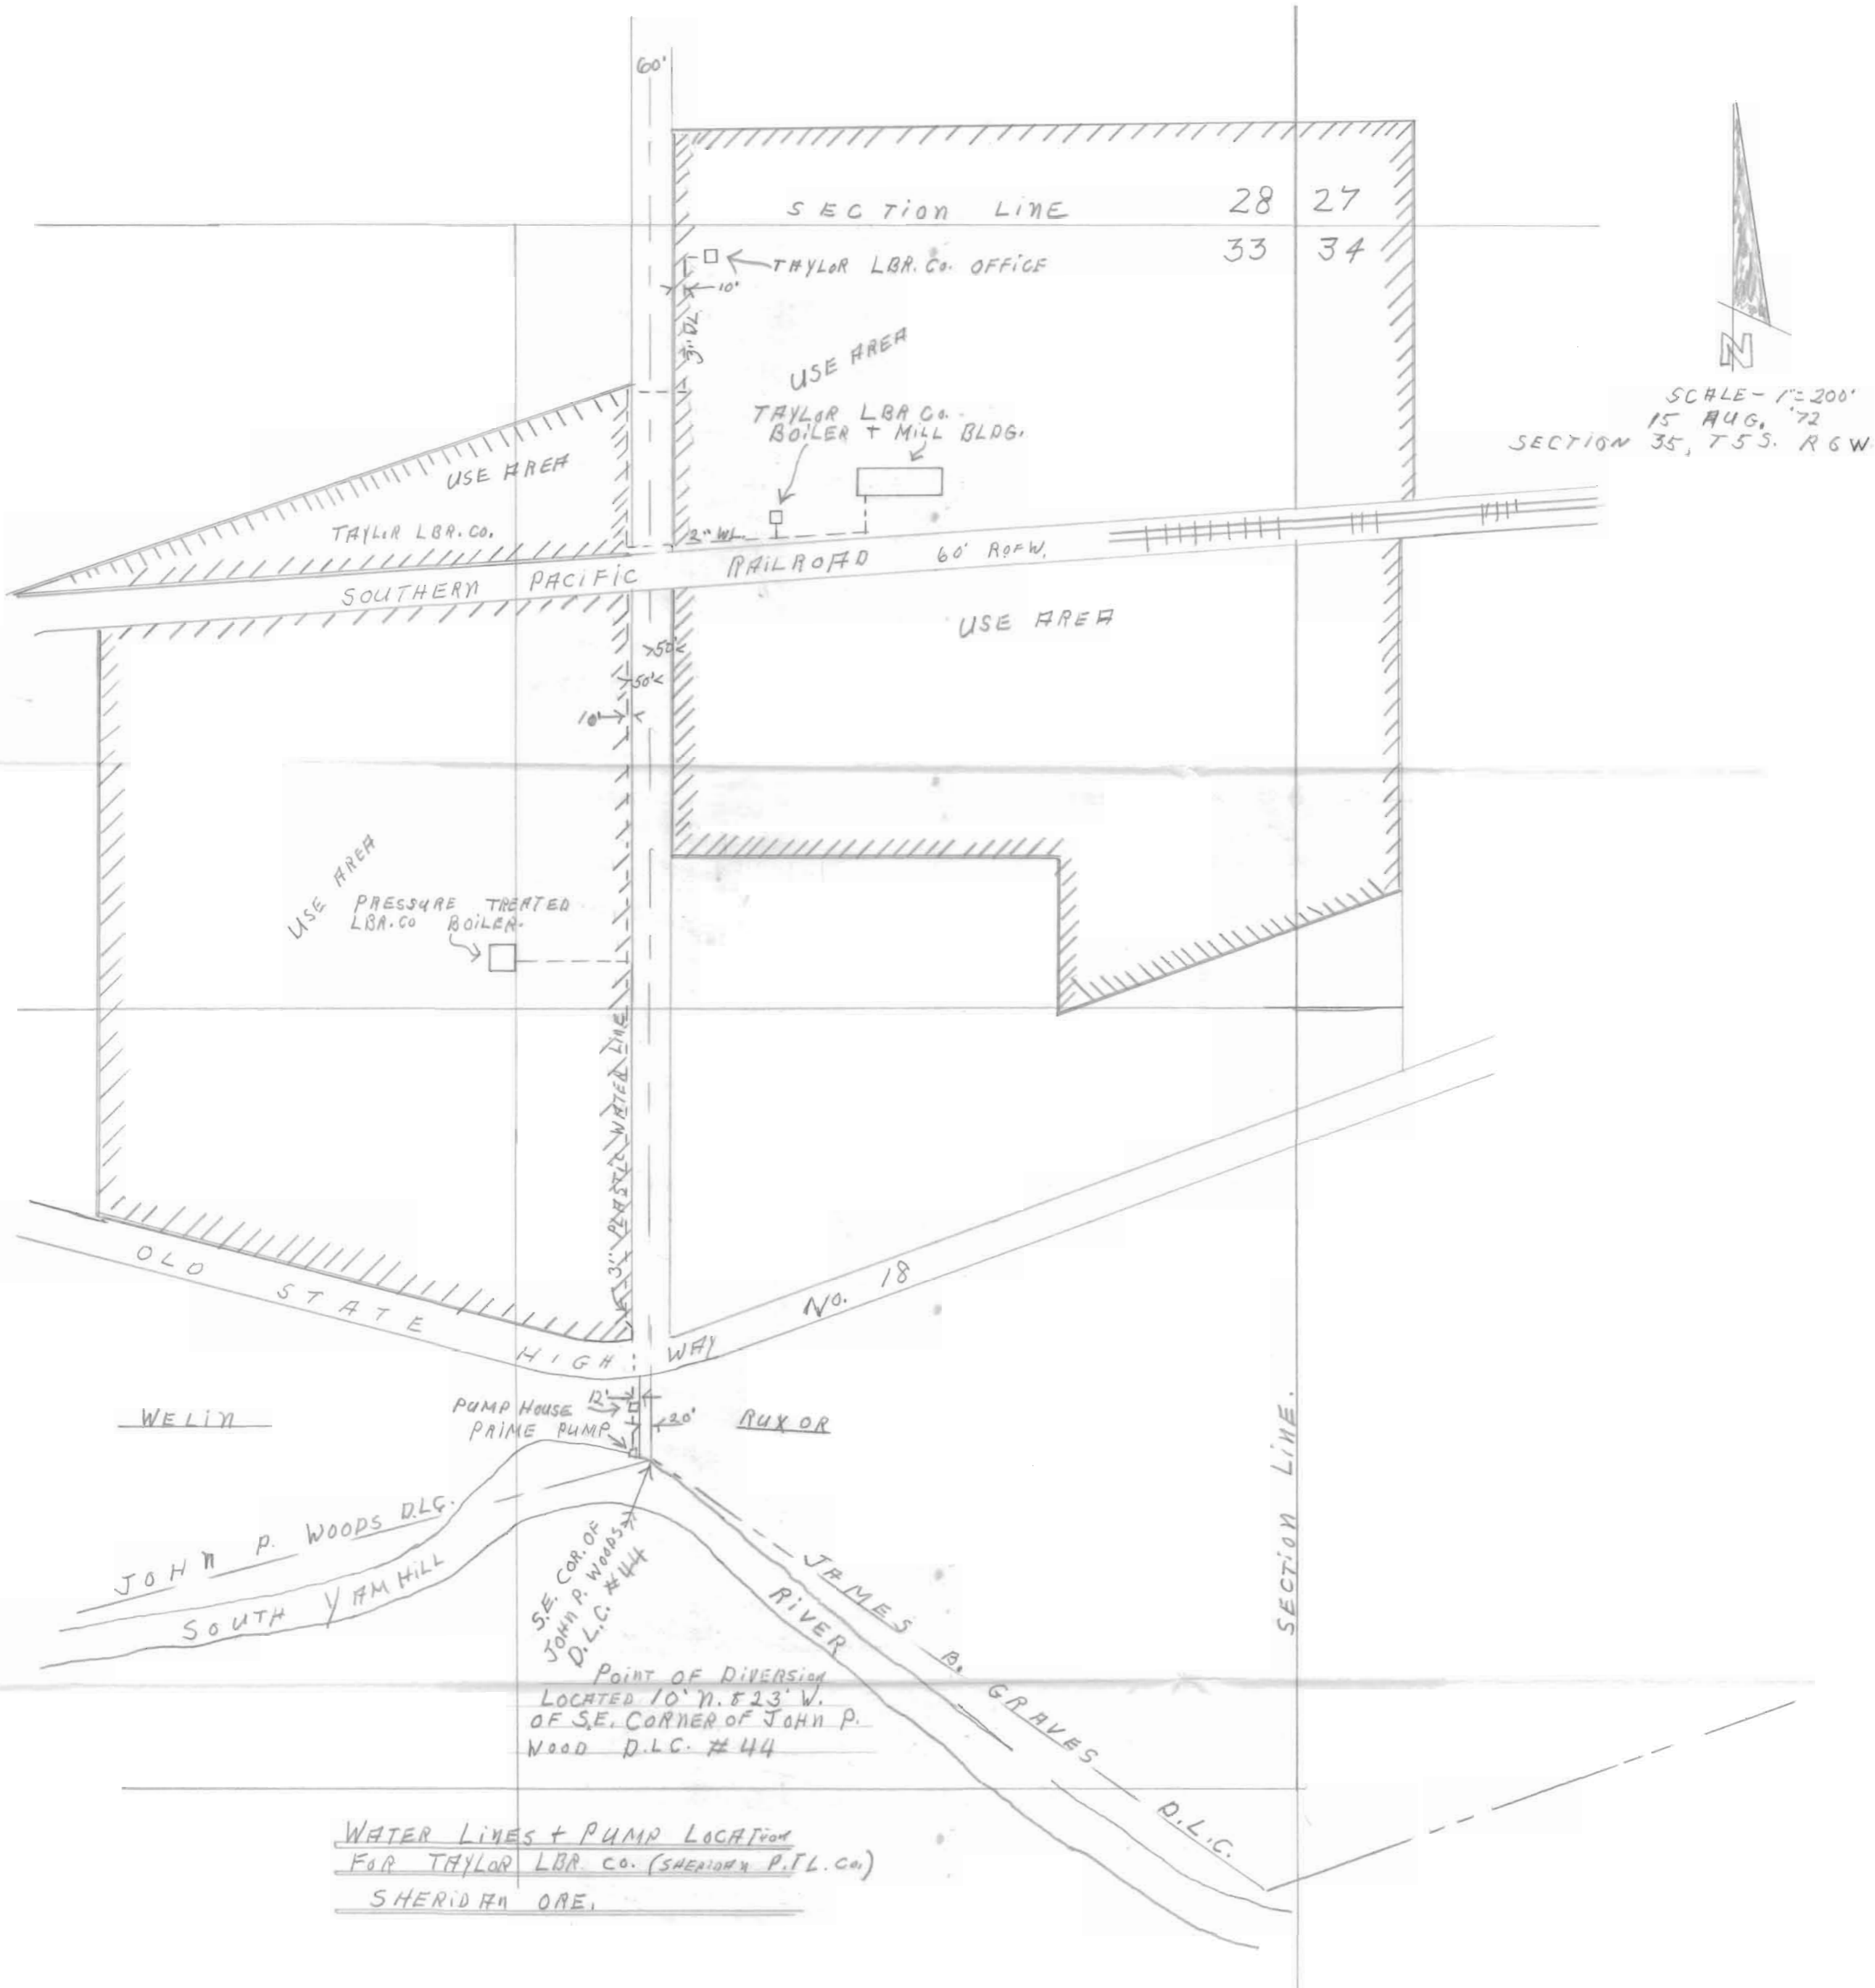 60'
SECTION LINE
28 27
33 34
TAYLOR LBR. Co. OFFICE
10'
3" DL.
USE AREA
TAYLOR LBR Co.
BOILER + MILL BLDG.
N
SCALE - 1" = 200'
15 AUG. '72
SECTION 35, T5S. R6W
USE AREA
TAYLOR LBR. CO.
2" WL.
SOUTHERN PACIFIC RAILROAD 60' R OF W.
USE AREA
50'
50'
10'
USE AREA
PRESSURE TREATED
LBR. CO BOILER.
3" PLASTIC WATER LINE
OLD STATE HIGH WAY No. 18
12'
PUMP HOUSE
PRIME PUMP
20'
WELIN
RUXOR
SECTION LINE.
JOHN P. WOODS D.L.C.
SOUTH YAMHILL RIVER
S.E. COR. OF
JOHN P. WOODS
D.L.C. #44
JAMES B. GRAVES D.L.C.
POINT OF DIVERSION
LOCATED 10' N. & 23' W.
OF S.E. CORNER OF JOHN P.
WOOD D.L.C. #44
WATER LINES + PUMP LOCATION
FOR TAYLOR LBR. CO. (SHERIDAN P.T.L. Co.)
SHERIDAN ORE.